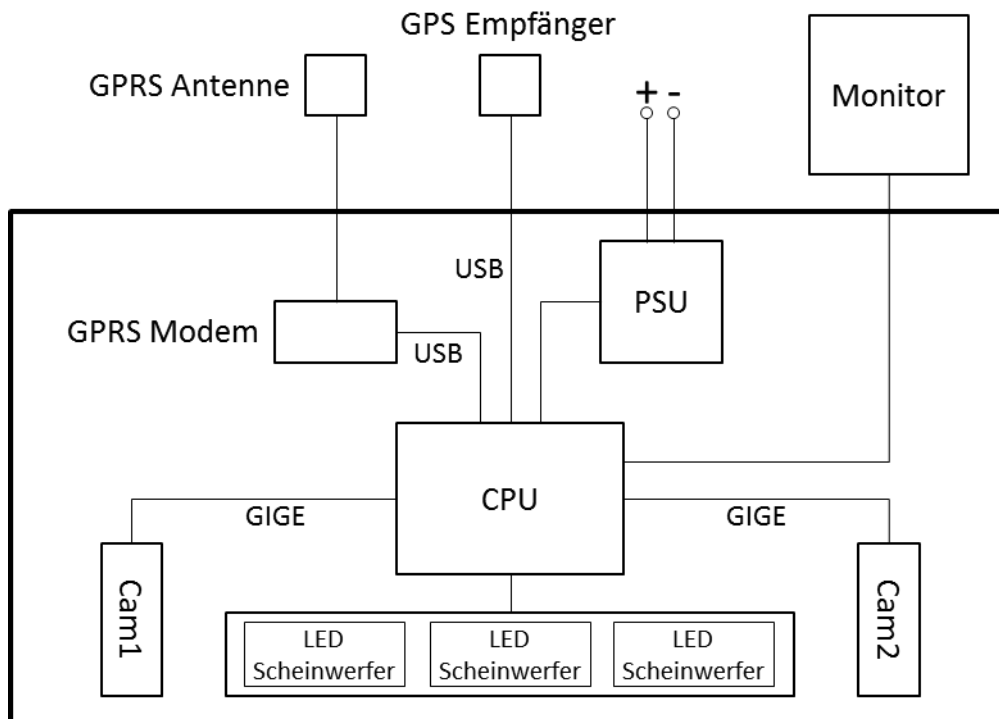 GPS Empfänger
GPRS Antenne
+ -
Monitor
USB
PSU
GPRS Modem
USB
CPU
GIGE
GIGE
Cam1
Cam2
LED
Scheinwerfer
LED
Scheinwerfer
LED
Scheinwerfer